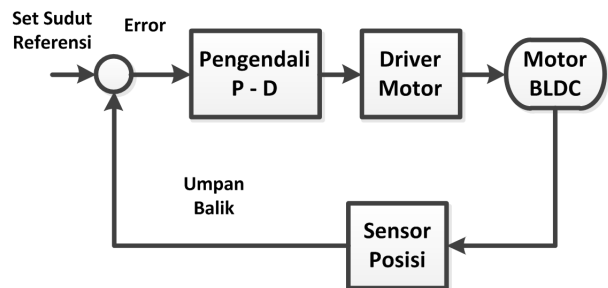 Set Sudut
Referensi
Error
Pengendali
P - D
Driver
Motor
Motor
BLDC
Umpan
Balik
Sensor
Posisi